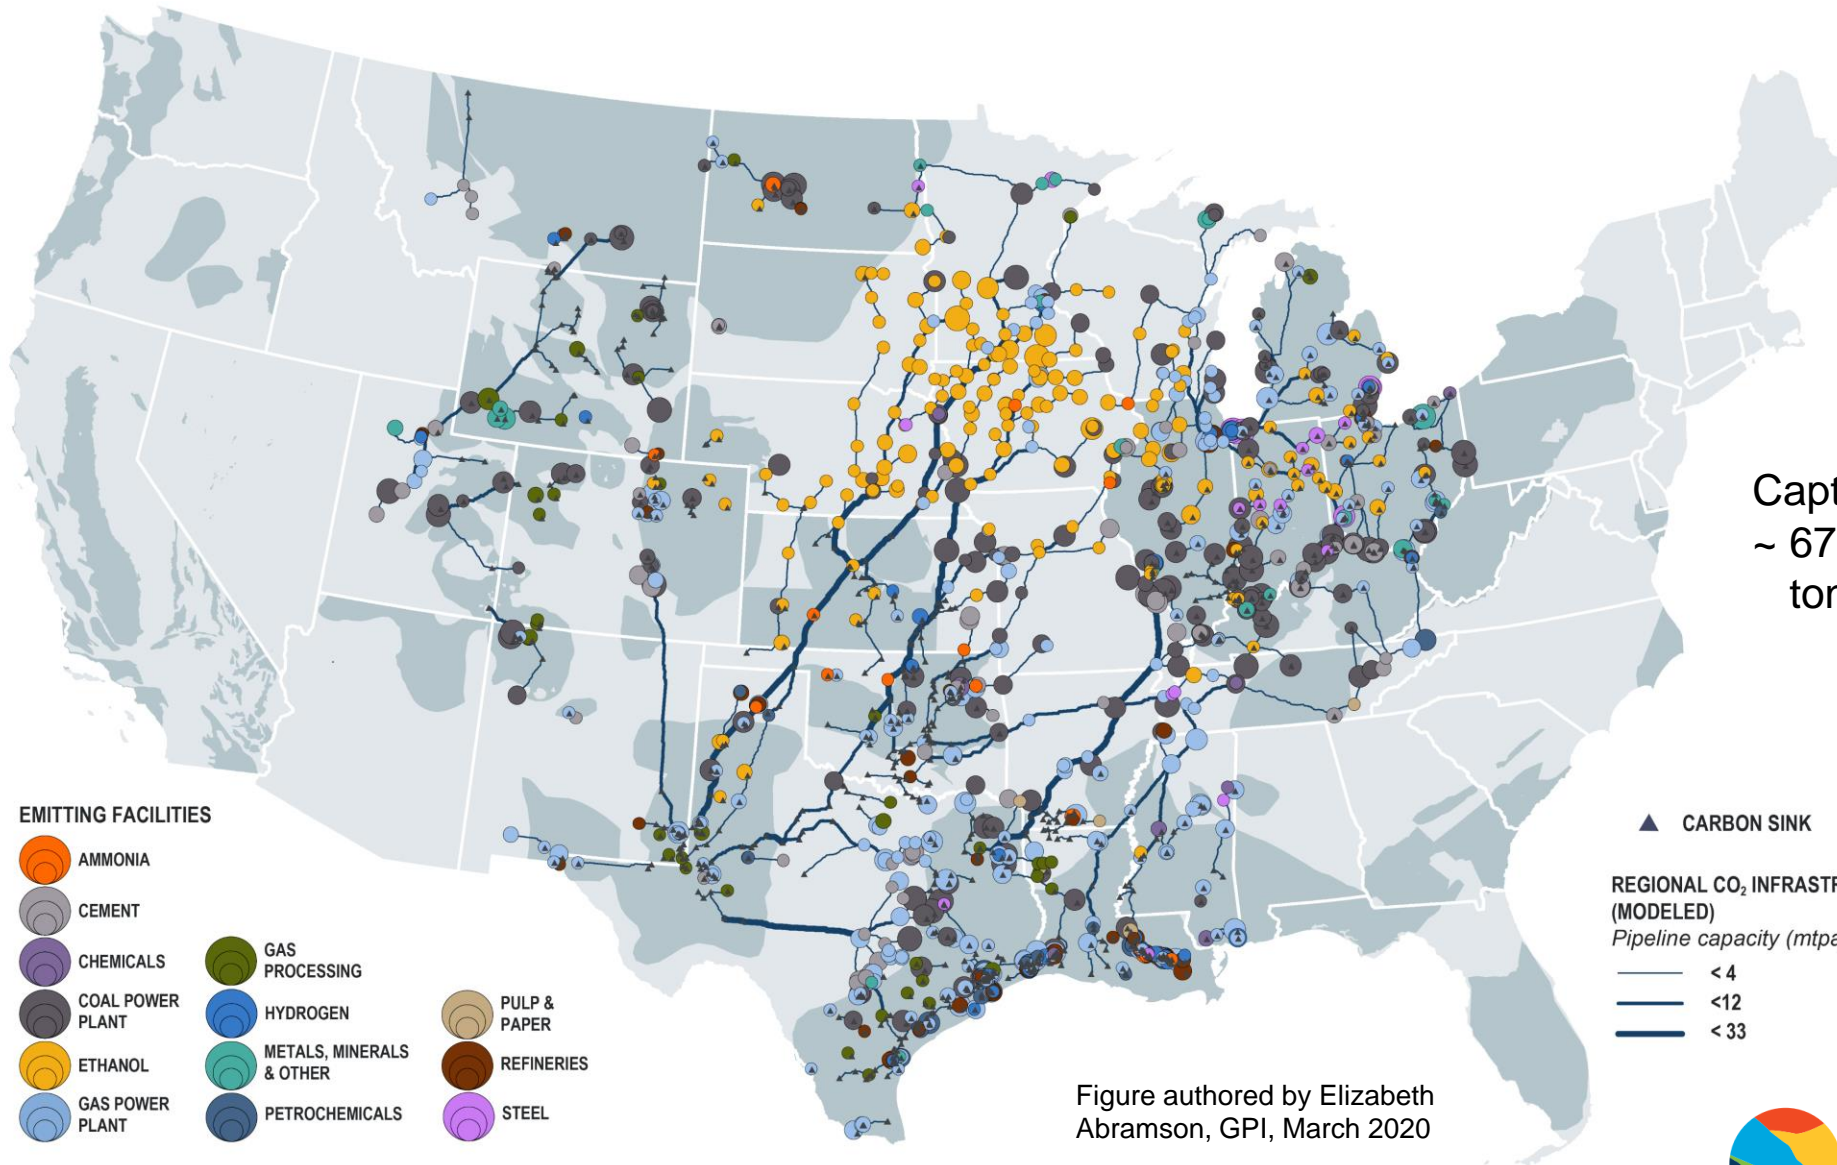 EMITTING FACILITIES
AMMONIA
CEMENT
CHEMICALS
COAL POWER
PLANT
ETHANOL
GAS POWER
PLANT
GAS
PROCESSING
HYDROGEN
METALS, MINERALS
& OTHER
PETROCHEMICALS
PULP &
PAPER
REFINERIES
STEEL
Figure authored by Elizabeth
Abramson, GPI, March 2020
Capt
~ 67
ton
CARBON SINK
REGIONAL CO₂ INFRASTR
(MODELED)
Pipeline capacity (mtpa
< 4
<12
< 33